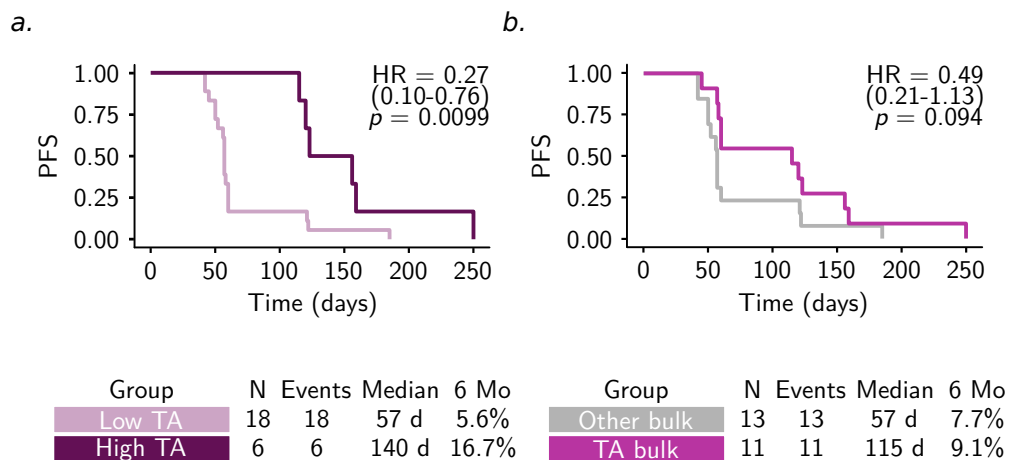 a.
HR = 0.27
(0.10-0.76)
p = 0.0099
PFS
1.00
0.75
0.50
0.25
0.00
0 50 100 150 200 250
Time (days)
Group N Events Median 6 Mo
Low TA 18 18 57 d 5.6%
High TA 6 6 140 d 16.7%
b.
HR = 0.49
(0.21-1.13)
p = 0.094
PFS
1.00
0.75
0.50
0.25
0.00
0 50 100 150 200 250
Time (days)
Group N Events Median 6 Mo
Other bulk 13 13 57 d 7.7%
TA bulk 11 11 115 d 9.1%